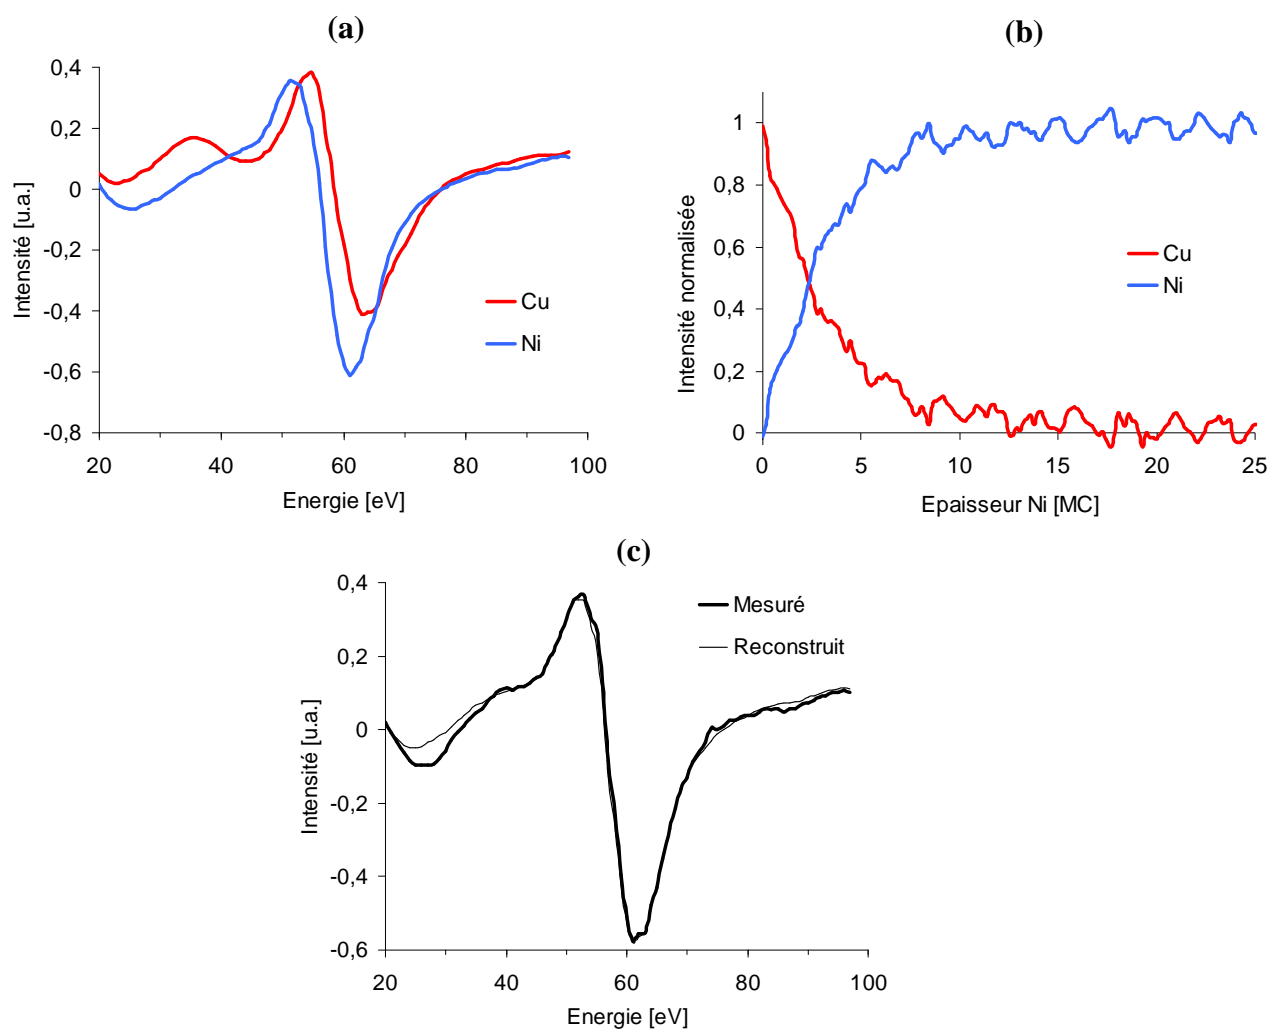 (a)
Intensité [u.a.]
0,4
0,2
0
-0,2
-0,4
-0,6
-0,8
20 40 60 80 100
Energie [eV]
Cu
Ni
(b)
Intensité normalisée
1
0,8
0,6
0,4
0,2
0
0 5 10 15 20 25
Epaisseur Ni [MC]
Cu
Ni
(c)
Intensité [u.a.]
0,4
0,2
0
-0,2
-0,4
-0,6
20 40 60 80 100
Energie [eV]
Mesuré
Reconstruit